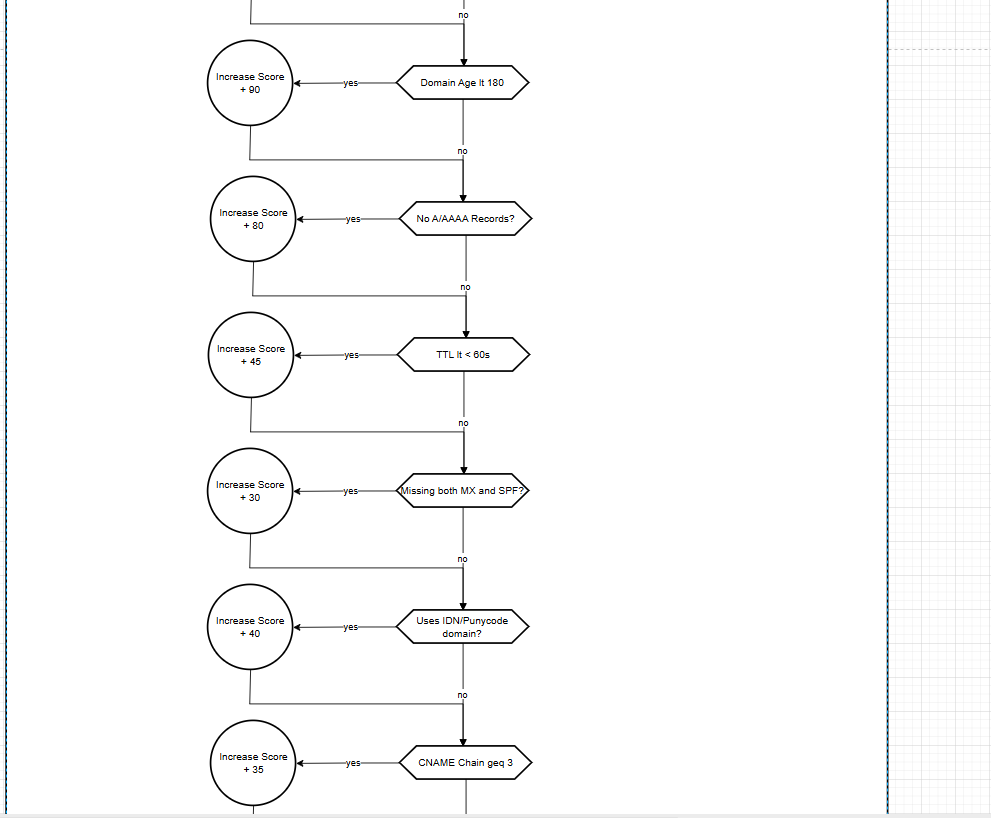 no
Increase Score
+ 90
yes
Domain Age lt 180
no
Increase Score
+ 80
yes
No A/AAAA Records?
no
Increase Score
+ 45
yes
TTL lt < 60s
no
Increase Score
+ 30
yes
Missing both MX and SPF?
no
Increase Score
+ 40
yes
Uses IDN/Punycode
domain?
no
Increase Score
+ 35
yes
CNAME Chain geq 3